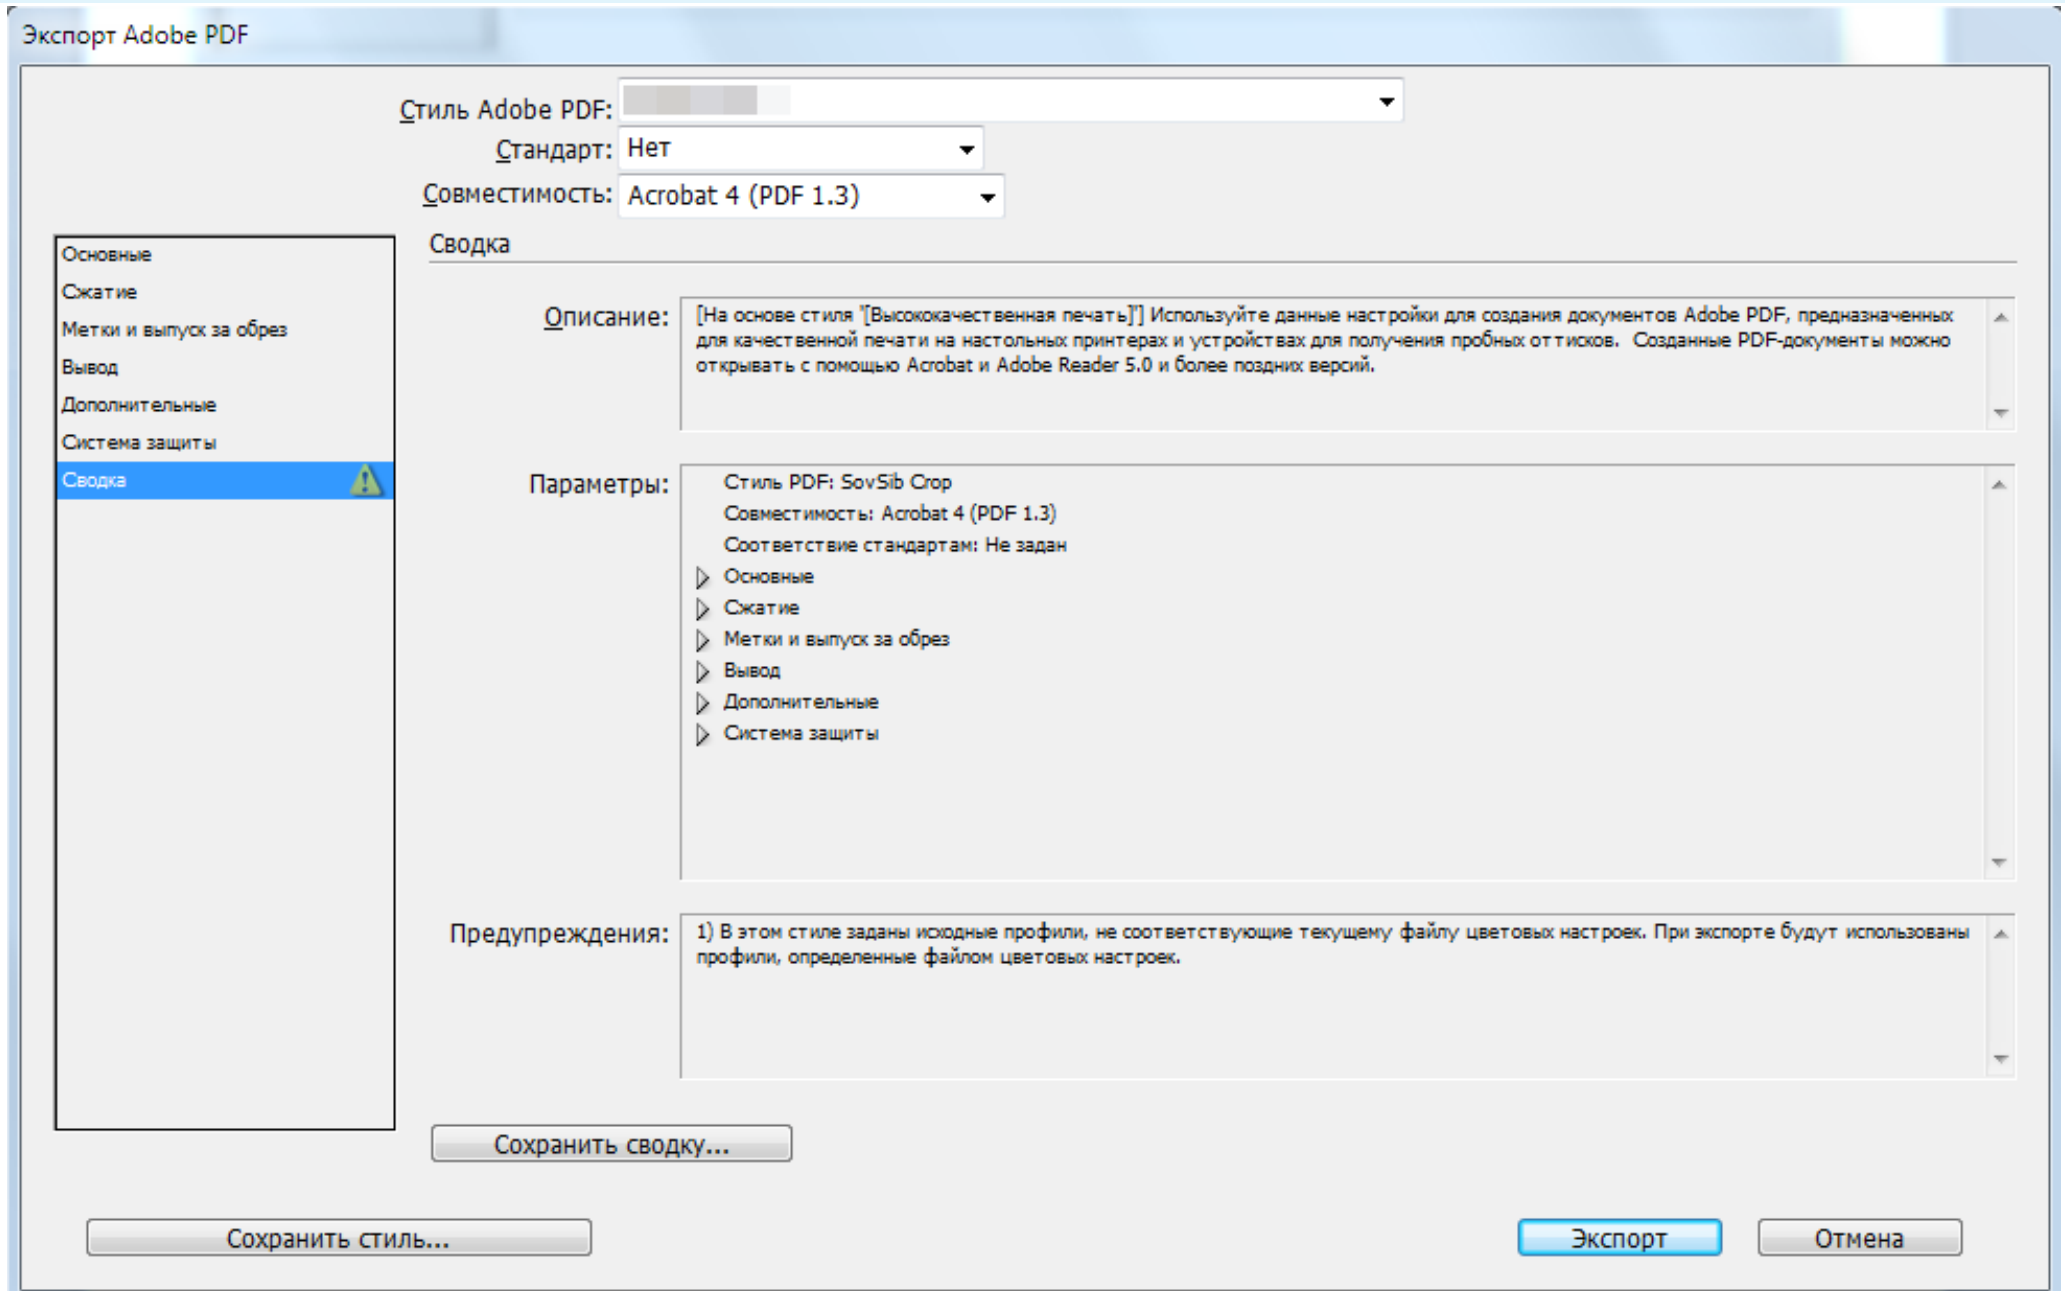 Экспорт Adobe PDF
Стиль Adobe PDF:
Стандарт: Нет
Совместимость: Acrobat 4 (PDF 1.3)
Основные
Сжатие
Метки и выпуск за обрез
Вывод
Дополнительные
Система защиты
Сводка
Сводка
Описание: [На основе стиля '[Высококачественная печать]'] Используйте данные настройки для создания документов Adobe PDF, предназначенных
для качественной печати на настольных принтерах и устройствах для получения пробных оттисков. Созданные PDF-документы можно
открывать с помощью Acrobat и Adobe Reader 5.0 и более поздних версий.
Параметры: Стиль PDF: SovSib Crop
Совместимость: Acrobat 4 (PDF 1.3)
Соответствие стандартам: Не задан
Основные
Сжатие
Метки и выпуск за обрез
Вывод
Дополнительные
Система защиты
Предупреждения: 1) В этом стиле заданы исходные профили, не соответствующие текущему файлу цветовых настроек. При экспорте будут использованы
профили, определенные файлом цветовых настроек.
Сохранить сводку...
Сохранить стиль...
Экспорт
Отмена